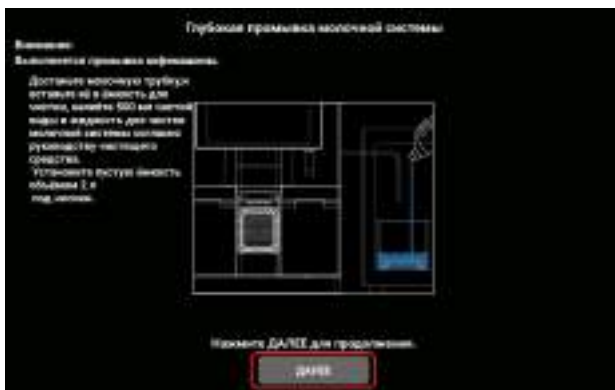 Глубокая промывка молочной системы
Внимание:
Выполняется промывка кофемашины.
Достаньте молочную трубку и
вставьте её в ёмкость для
чистки, налейте 500 мл чистой
воды и жидкость для чистки
молочной системы согласно
руководству чистящего
средства.
Установите пустую ёмкость
объёмом 2 л
под носик.
Нажмите ДАЛЕЕ для продолжения.
ДАЛЕЕ